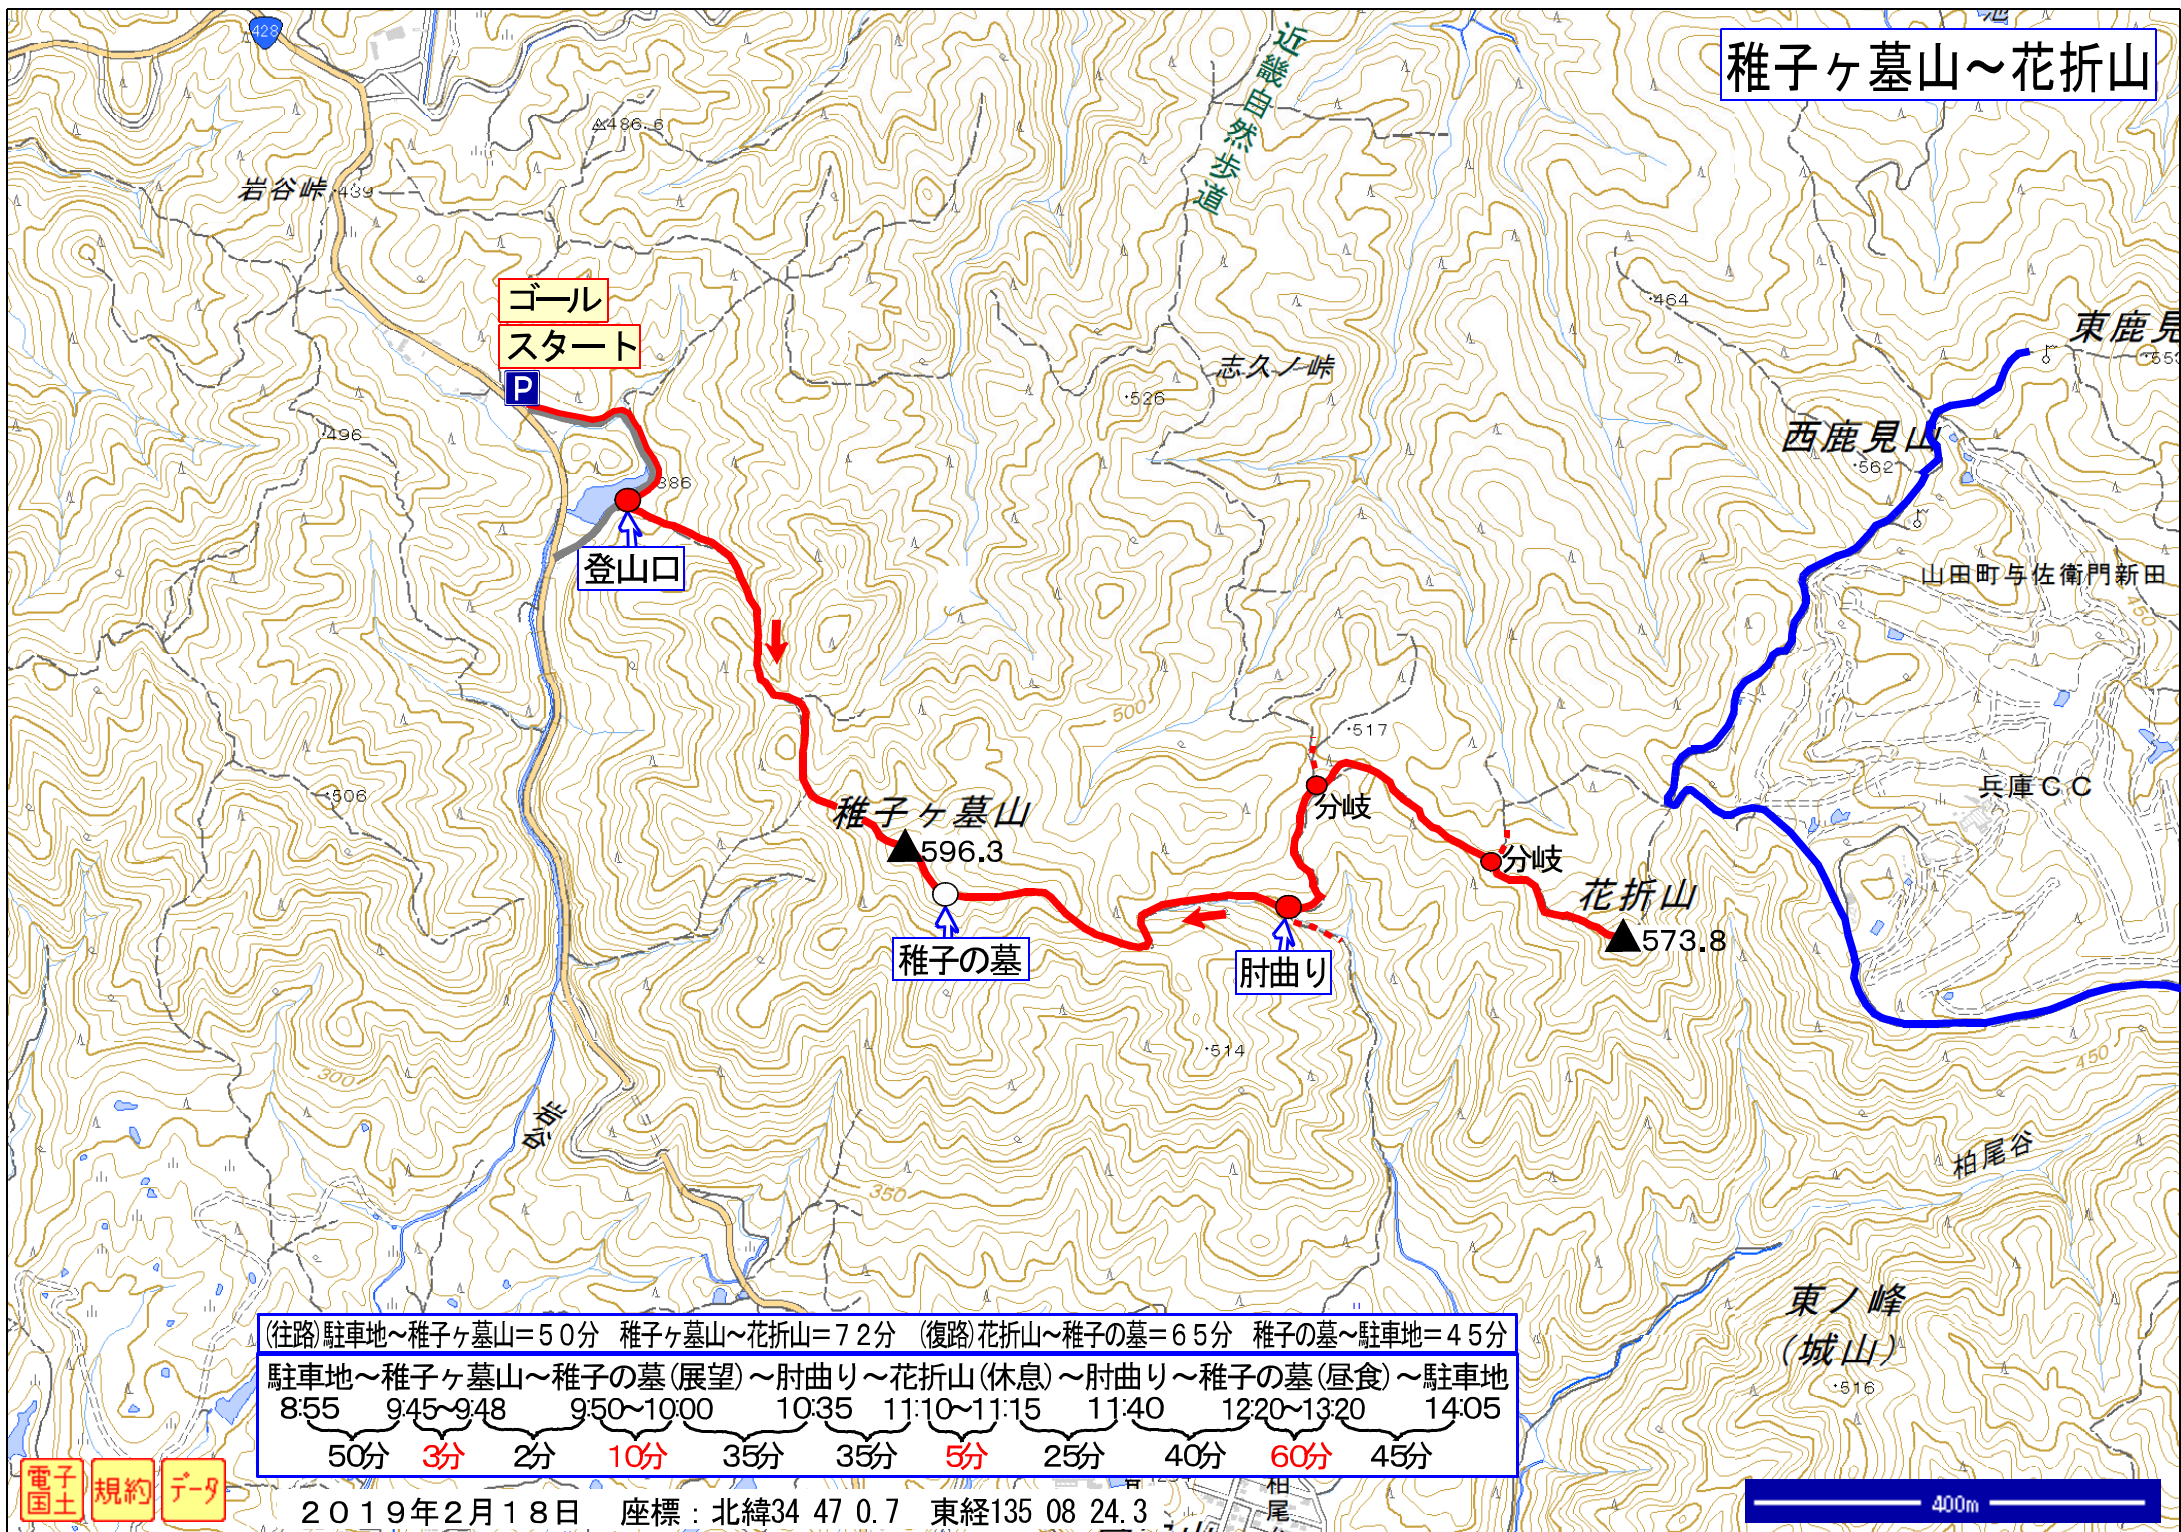 428
池
稚子ヶ墓山～花折山
近畿自然歩道
486.6
岩谷峠
439
ゴール
スタート
P
464
東鹿見
志久ノ峠
526
496
西鹿見山
562
386
登山口
山田町与佐衛門新田
450
500
517
506
兵庫ＣＣ
稚子ヶ墓山
596.3
分岐
分岐
花折山
573.8
稚子の墓
肘曲り
514
300
岩谷
450
柏尾谷
350
東ノ峰
(城山)
516
(往路)駐車地～稚子ヶ墓山＝５０分　稚子ヶ墓山～花折山＝７２分　(復路)花折山～稚子の墓＝６５分　稚子の墓～駐車地＝４５分
駐車地～稚子ヶ墓山～稚子の墓(展望)～肘曲り～花折山(休息)～肘曲り～稚子の墓(昼食)～駐車地
8:55 9:45～9:48 9:50～10:00 10:35 11:10～11:15 11:40 12:20～13:20 14:05
50分 3分 2分 10分 35分 35分 5分 25分 40分 60分 45分
電子国土 規約 データ
２０１９年２月１８日　座標：北緯34 47 0.7　東経135 08 24.3
柏尾
400m